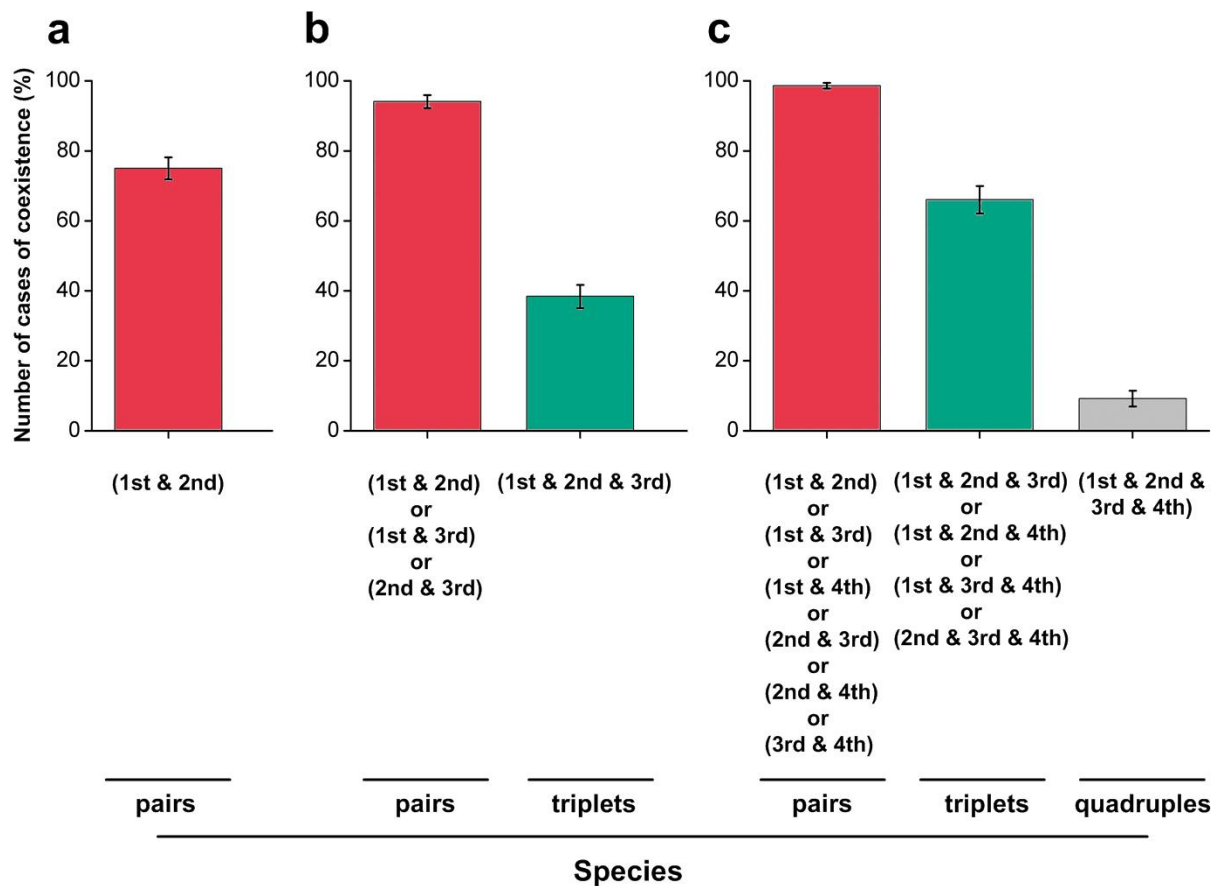 a
b
c
Number of cases of coexistence (%)
100
80
60
40
20
0
100
80
60
40
20
0
100
80
60
40
20
0
(1st & 2nd)
(1st & 2nd)
or
(1st & 3rd)
or
(2nd & 3rd)
(1st & 2nd & 3rd)
(1st & 2nd)
or
(1st & 3rd)
or
(1st & 4th)
or
(2nd & 3rd)
or
(2nd & 4th)
or
(3rd & 4th)
(1st & 2nd & 3rd)
or
(1st & 2nd & 4th)
or
(1st & 3rd & 4th)
or
(2nd & 3rd & 4th)
(1st & 2nd &
3rd & 4th)
pairs
pairs
triplets
pairs
triplets
quadruples
Species